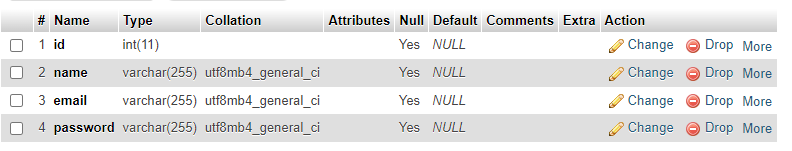 # Name Type Collation Attributes Null Default Comments Extra Action
1 id int(11) Yes NULL Change Drop More
2 name varchar(255) utf8mb4_general_ci Yes NULL Change Drop More
3 email varchar(255) utf8mb4_general_ci Yes NULL Change Drop More
4 password varchar(255) utf8mb4_general_ci Yes NULL Change Drop More